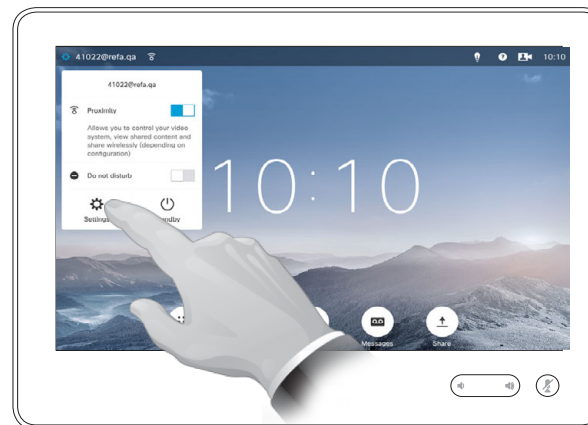 41022@refa.qa
10:10
41022@refa.qa
Proximity
Allows you to control your video
system, view shared content and
share wirelessly (depending on
configuration)
Do not disturb
10:10
Settings
Messages
Share